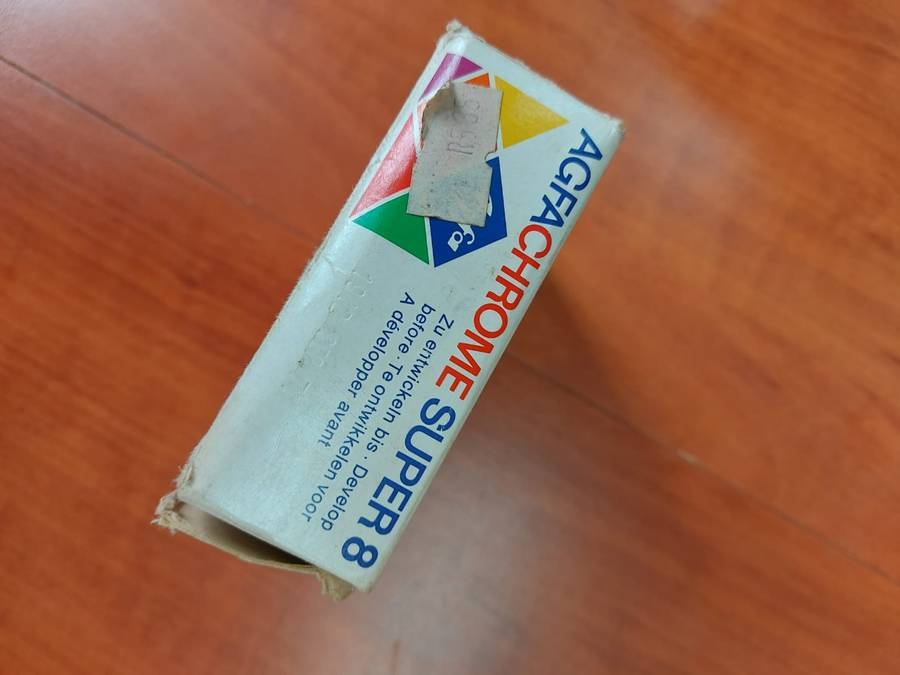 AGFACHROME SUPER 8
Zu entwickeln bis · Develop
before · Te ontwikkelen voor
A développer avant